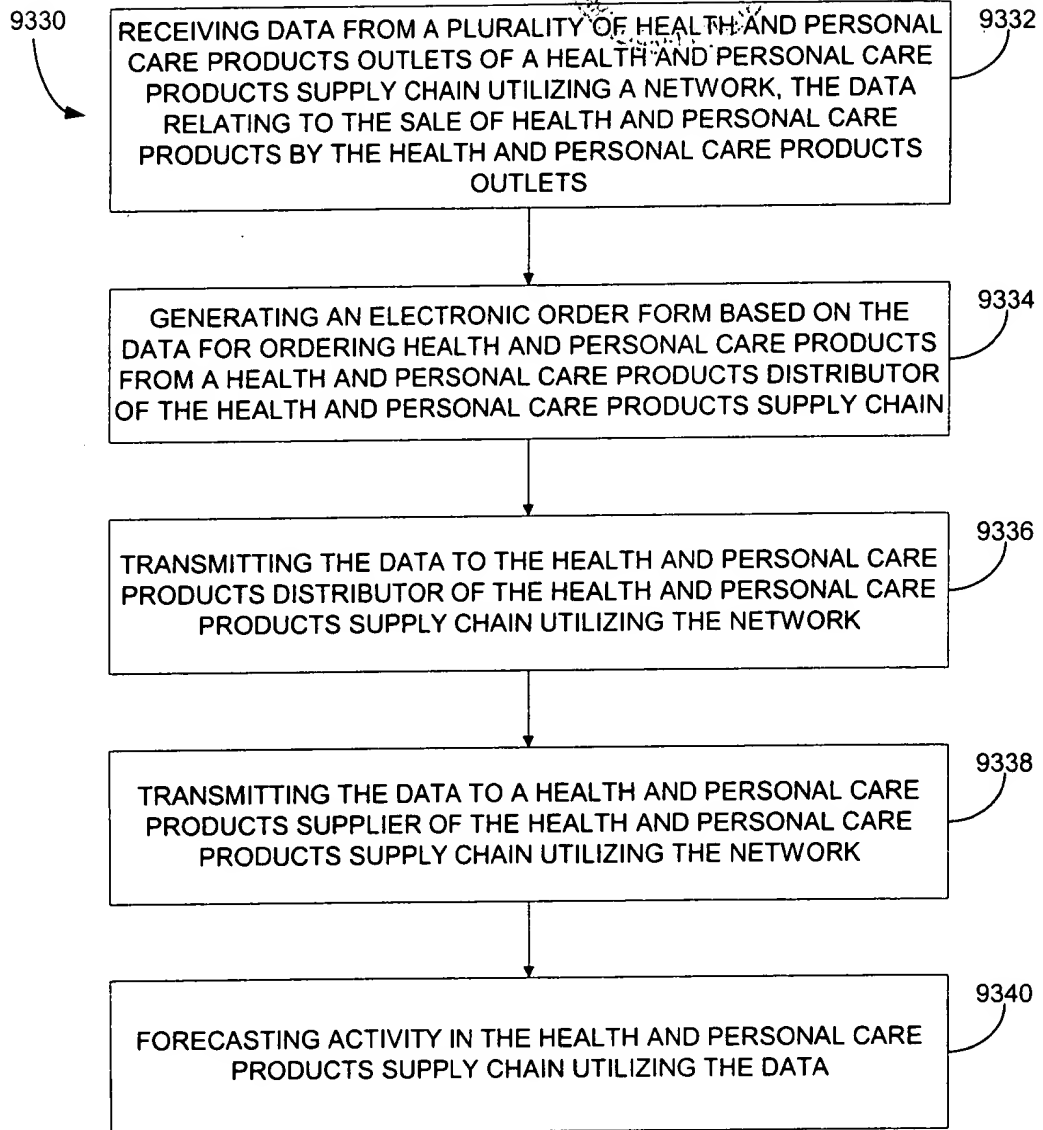 9330
RECEIVING DATA FROM A PLURALITY OF HEALTH AND PERSONAL
CARE PRODUCTS OUTLETS OF A HEALTH AND PERSONAL CARE
PRODUCTS SUPPLY CHAIN UTILIZING A NETWORK, THE DATA
RELATING TO THE SALE OF HEALTH AND PERSONAL CARE
PRODUCTS BY THE HEALTH AND PERSONAL CARE PRODUCTS
OUTLETS
9332
GENERATING AN ELECTRONIC ORDER FORM BASED ON THE
DATA FOR ORDERING HEALTH AND PERSONAL CARE PRODUCTS
FROM A HEALTH AND PERSONAL CARE PRODUCTS DISTRIBUTOR
OF THE HEALTH AND PERSONAL CARE PRODUCTS SUPPLY CHAIN
9334
TRANSMITTING THE DATA TO THE HEALTH AND PERSONAL CARE
PRODUCTS DISTRIBUTOR OF THE HEALTH AND PERSONAL CARE
PRODUCTS SUPPLY CHAIN UTILIZING THE NETWORK
9336
TRANSMITTING THE DATA TO A HEALTH AND PERSONAL CARE
PRODUCTS SUPPLIER OF THE HEALTH AND PERSONAL CARE
PRODUCTS SUPPLY CHAIN UTILIZING THE NETWORK
9338
FORECASTING ACTIVITY IN THE HEALTH AND PERSONAL CARE
PRODUCTS SUPPLY CHAIN UTILIZING THE DATA
9340